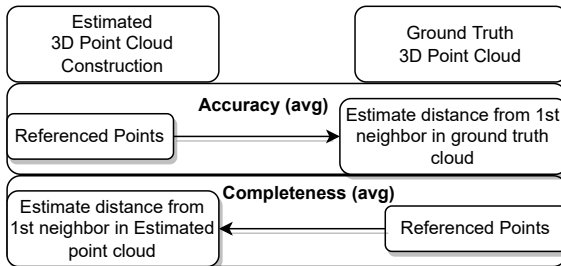 Estimated
3D Point Cloud
Construction
Ground Truth
3D Point Cloud
Accuracy (avg)
Referenced Points
Estimate distance from 1st
neighbor in ground truth
cloud
Completeness (avg)
Estimate distance from
1st neighbor in Estimated
point cloud
Referenced Points